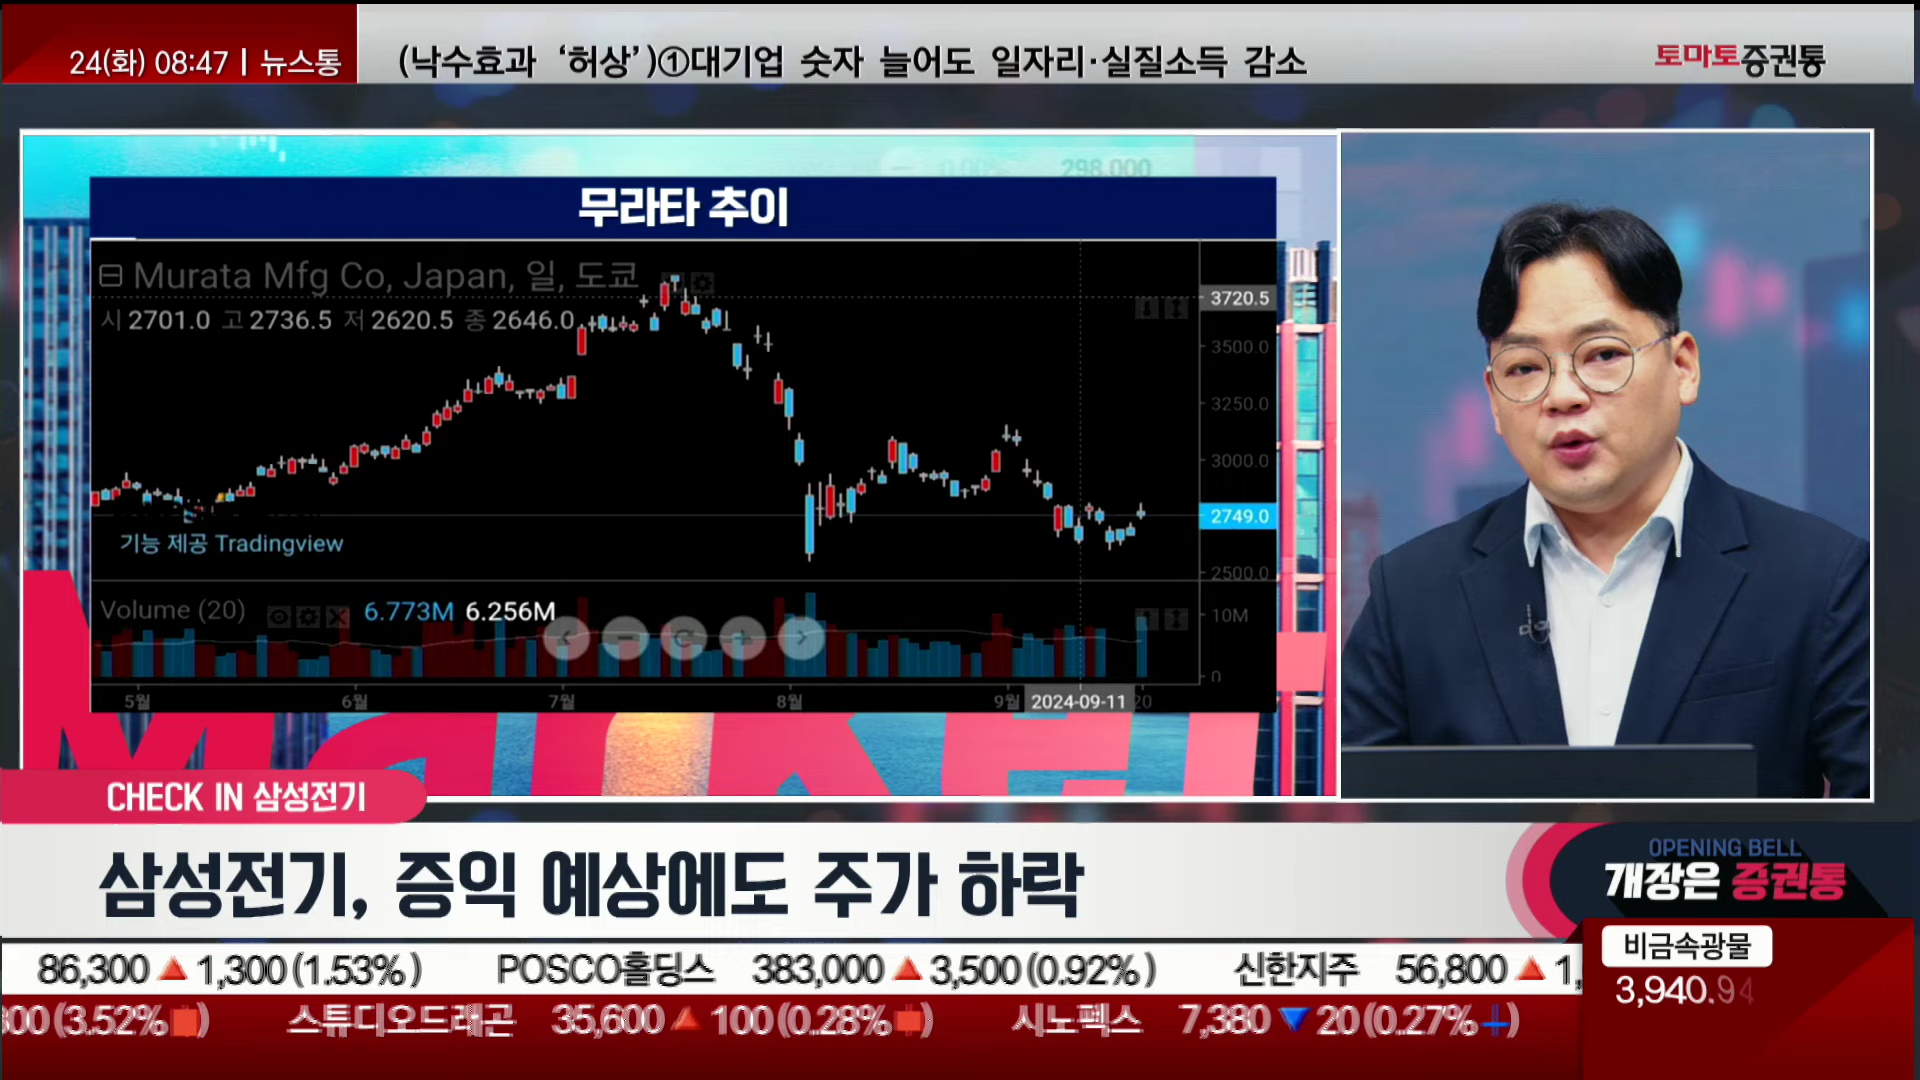 24(화) 08:47 | 뉴스통
(낙수효과 ‘허상’)①대기업 숫자 늘어도 일자리·실질소득 감소
토마토증권통
298,000
무라타 추이
Murata Mfg Co, Japan, 일, 도쿄
시 2701.0 고 2736.5 저 2620.5 종 2646.0
3720.5
3500.0
3250.0
3000.0
2749.0
2500.0
기능 제공 Tradingview
Volume (20) 6.773M 6.256M
10M
0
5월 6월 7월 8월 9월 2024-09-11 20
CHECK IN 삼성전기
삼성전기, 증익 예상에도 주가 하락
OPENING BELL
개장은 증권통
86,300 ▲ 1,300 (1.53%) POSCO홀딩스 383,000 ▲ 3,500 (0.92%) 신한지주 56,800 ▲ 1,
비금속광물
3,940.94
300 (3.52%) 스튜디오드래곤 35,600 ▲ 100 (0.28%) 시노펙스 7,380 ▼ 20 (0.27%)